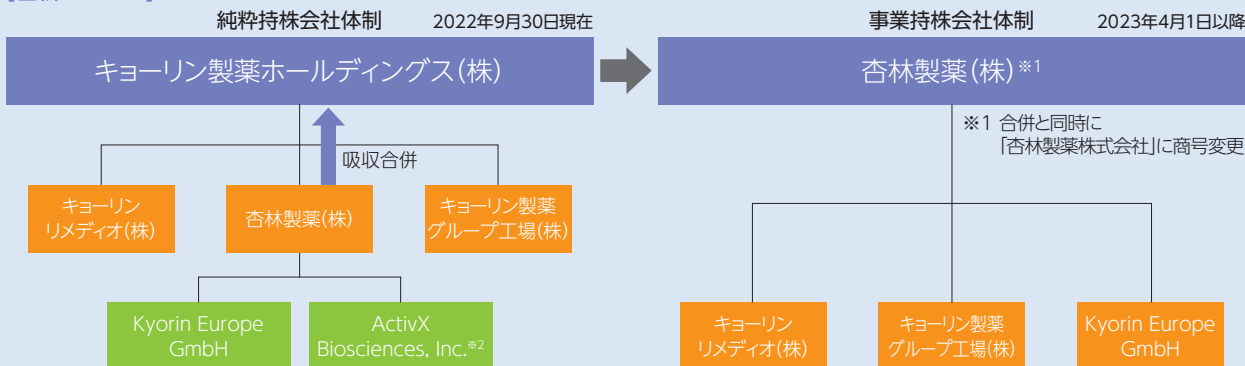 純粋持株会社体制 2022年9月30日現在
キョーリン製薬ホールディングス(株)
吸収合併
キョーリン
リメディオ(株)
杏林製薬(株)
キョーリン製薬
グループ工場(株)
Kyorin Europe
GmbH
ActivX
Biosciences, Inc.※2
事業持株会社体制 2023年4月1日以降
杏林製薬(株)※1
※1 合併と同時に
「杏林製薬株式会社」に商号変更
キョーリン
リメディオ(株)
キョーリン製薬
グループ工場(株)
Kyorin Europe
GmbH